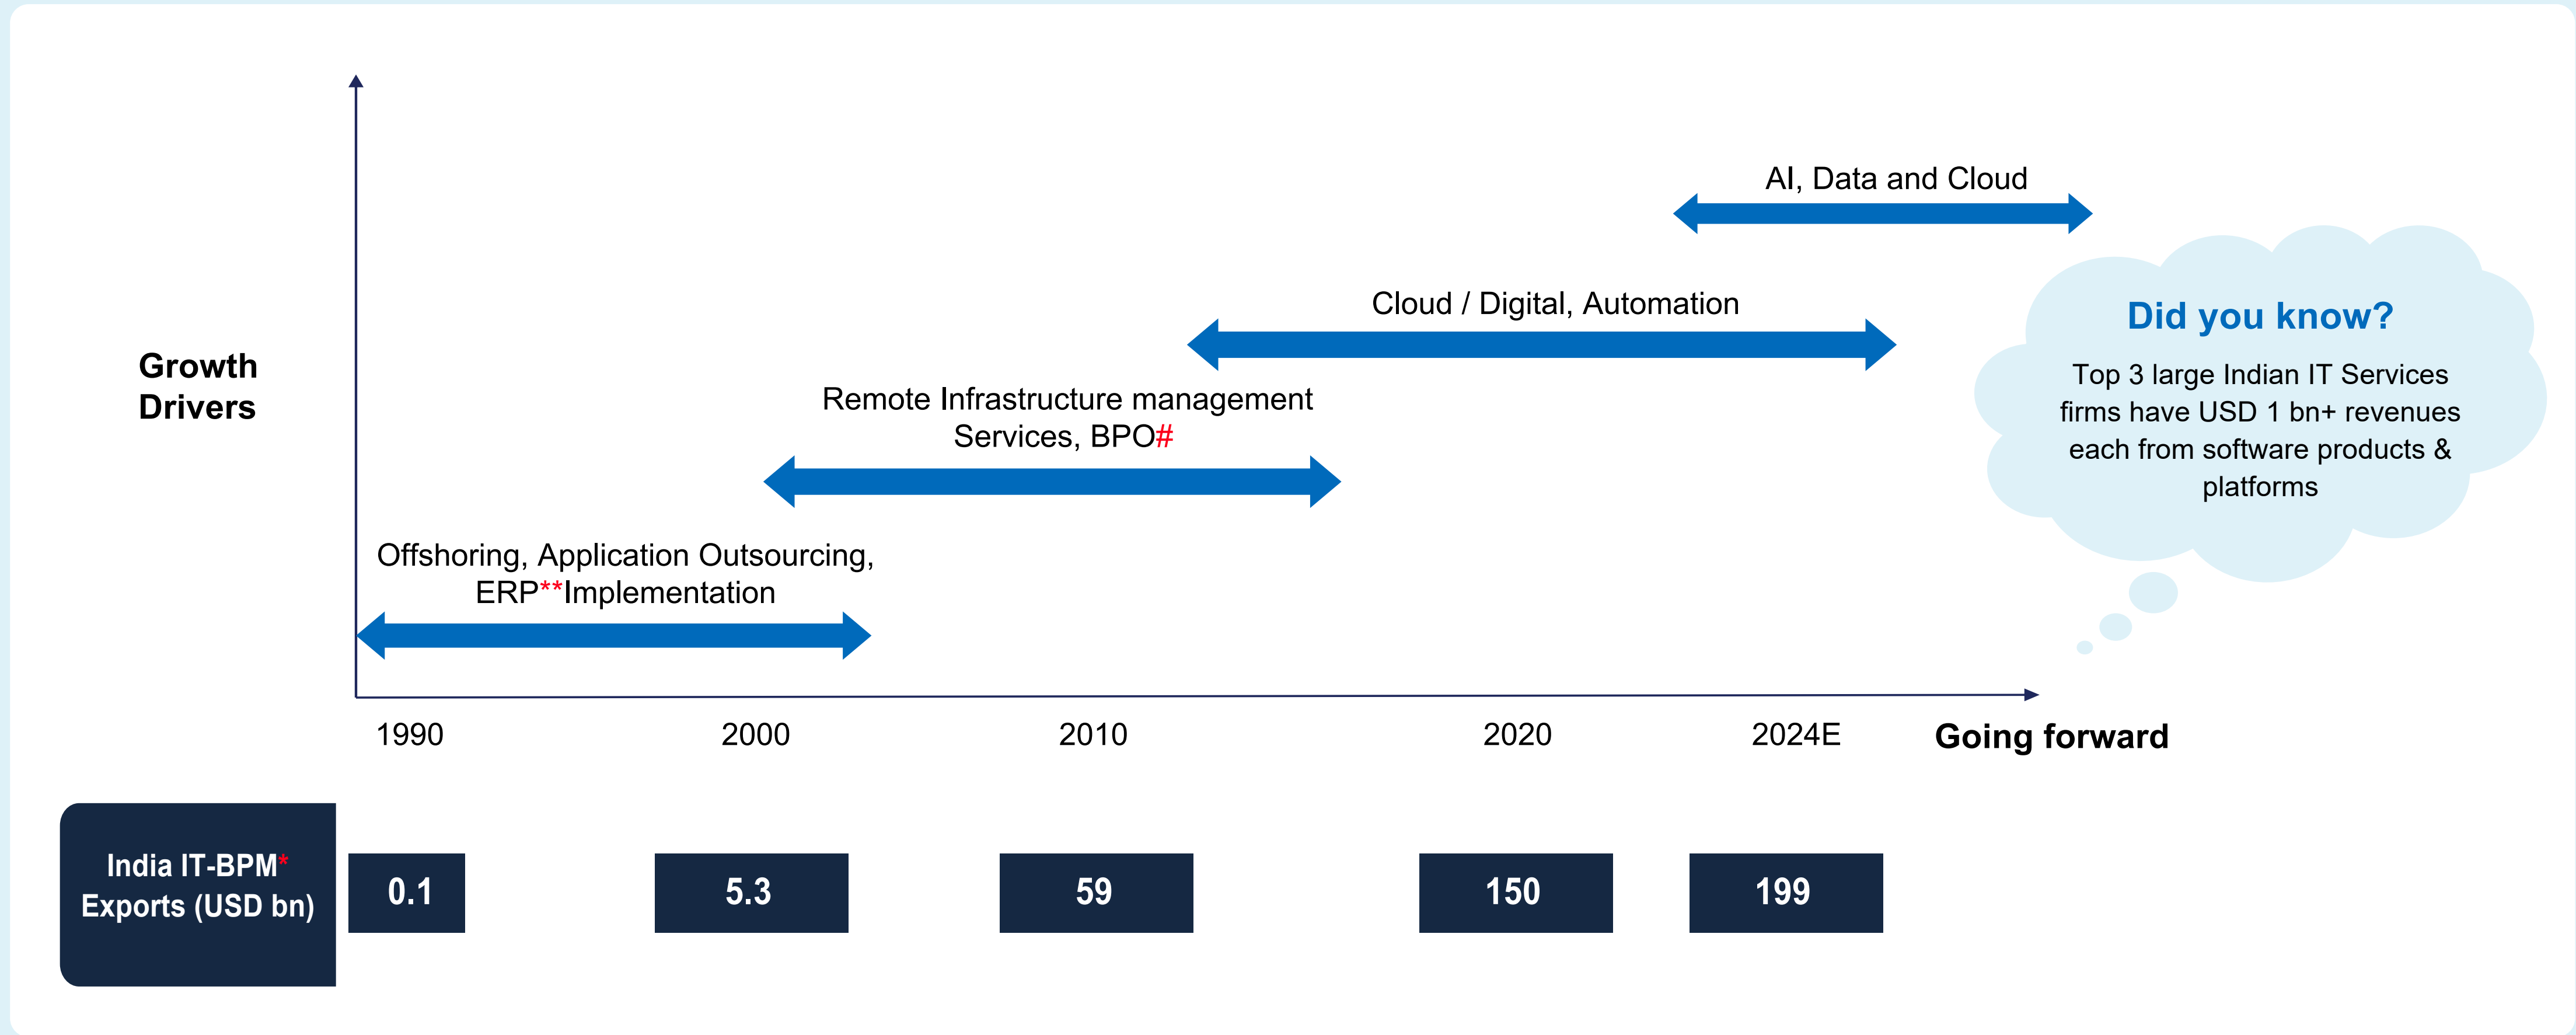 AI, Data and Cloud
Cloud / Digital, Automation
Did you know?
Top 3 large Indian IT Services
firms have USD 1 bn+ revenues
each from software products &
platforms
Growth
Drivers
Remote Infrastructure management
Services, BPO#
Offshoring, Application Outsourcing,
ERP**Implementation
1990 2000 2010 2020 2024E Going forward
India IT-BPM*
Exports (USD bn)
0.1 5.3 59 150 199